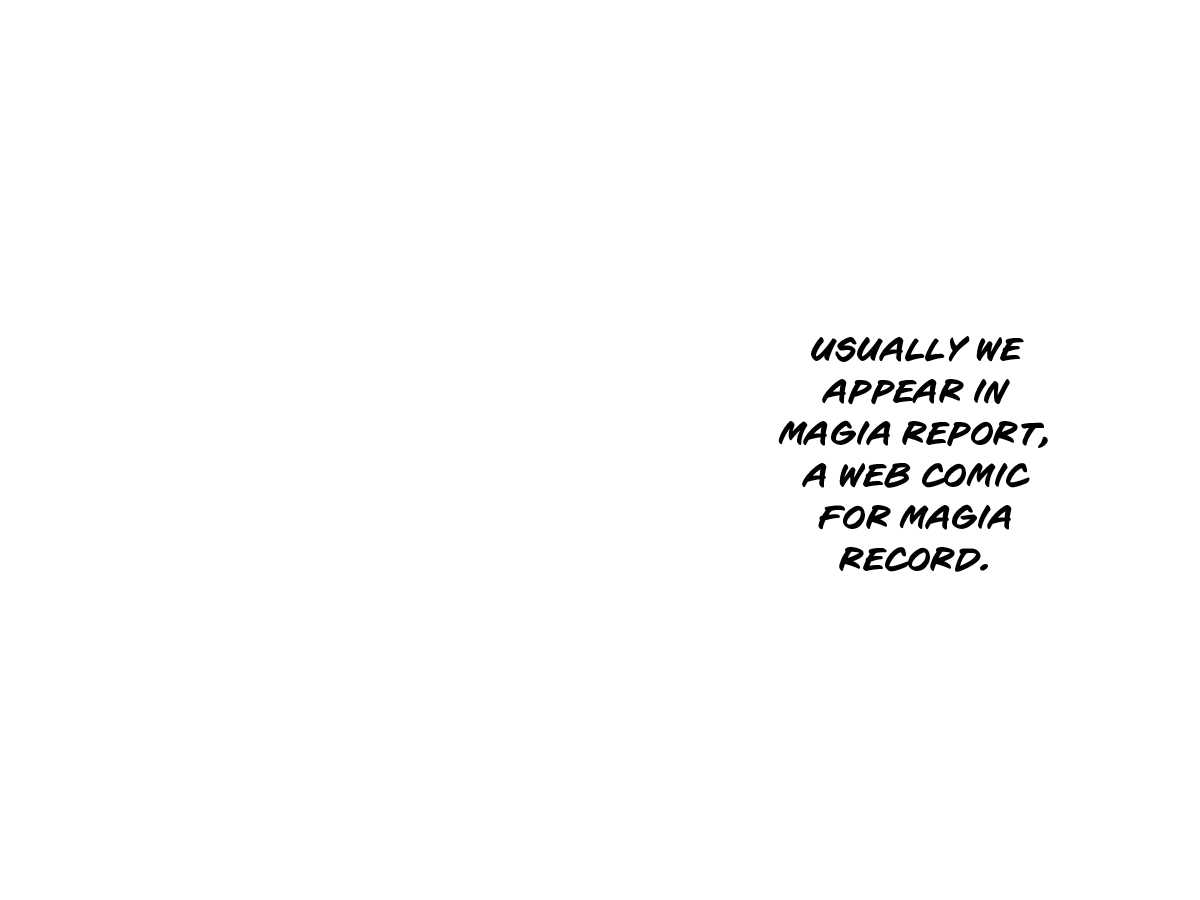 USUALLY WE
APPEAR IN
MAGIA REPORT,
A WEB COMIC
FOR MAGIA
RECORD.